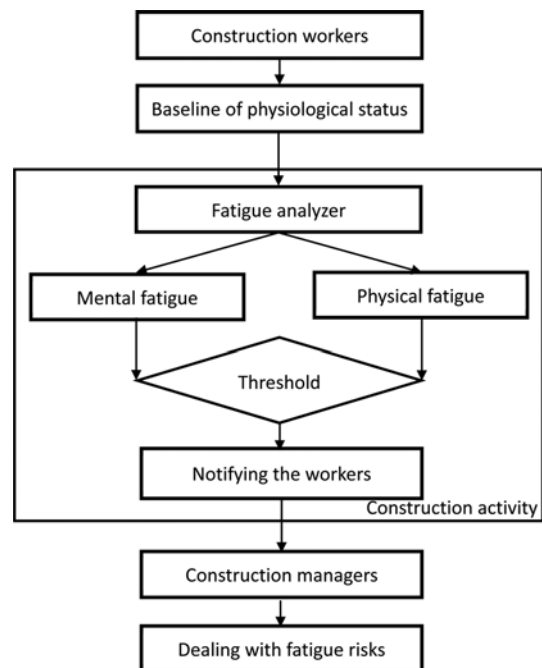 Construction workers
Baseline of physiological status
Fatigue analyzer
Mental fatigue
Physical fatigue
Threshold
Notifying the workers
Construction activity
Construction managers
Dealing with fatigue risks